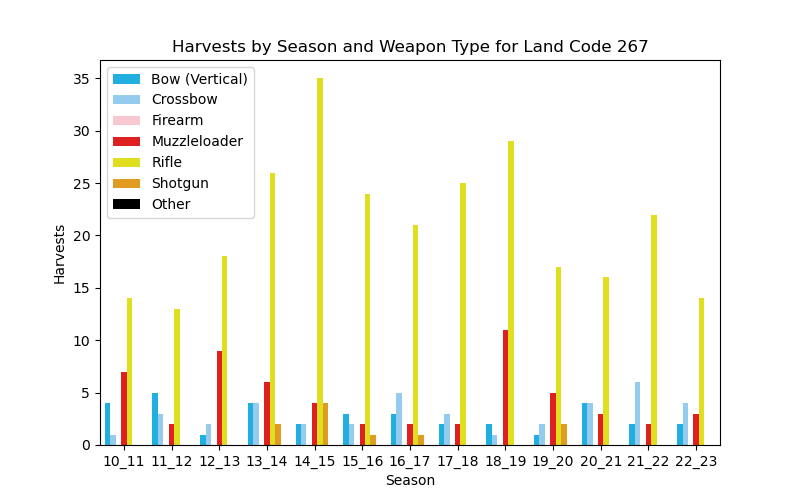 Harvests by Season and Weapon Type for Land Code 267
Harvests
35
30
25
20
15
10
5
0
Bow (Vertical)
Crossbow
Firearm
Muzzleloader
Rifle
Shotgun
Other
10_11 11_12 12_13 13_14 14_15 15_16 16_17 17_18 18_19 19_20 20_21 21_22 22_23
Season